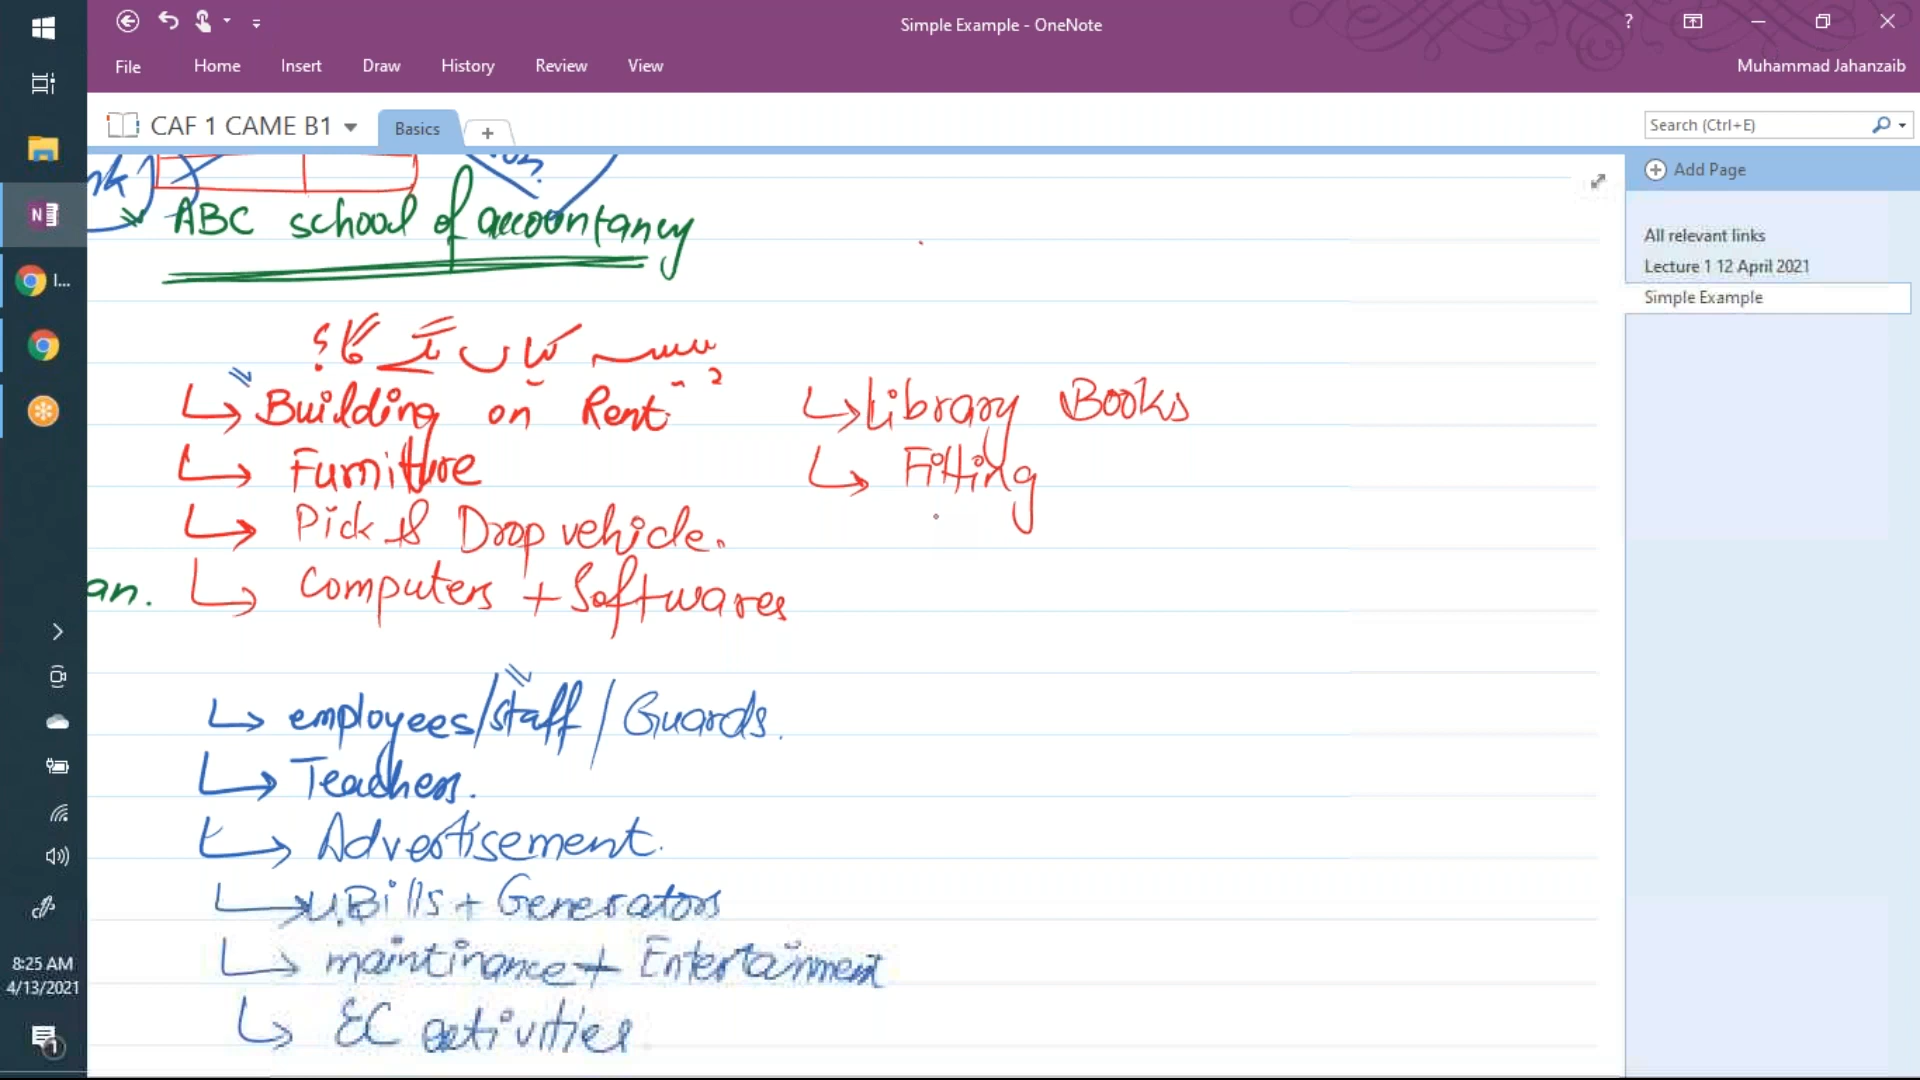 Simple Example - OneNote
?
File Home Insert Draw History Review View
Muhammad Jahanzaib
CAF 1 CAME B1
Basics
+
Search (Ctrl+E)
Add Page
All relevant links
Lecture 1 12 April 2021
Simple Example
ABC school of accountancy
پیسہ کہاں لگے گا؟
Building on Rent
Furniture
Pick & Drop vehicle.
Computers + Softwares
Library Books
Fitting
an.
employees/staff/Guards.
Teachers.
Advertisement.
U.Bills + Generators
maintinance + Entertainment
EC activities
N
I...
8:25 AM
4/13/2021
1